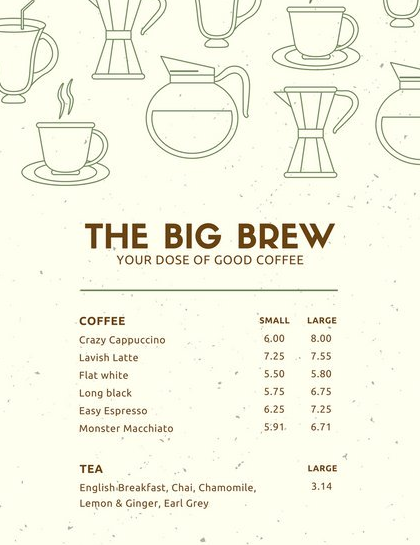 THE BIG BREW
YOUR DOSE OF GOOD COFFEE
COFFEE SMALL LARGE
Crazy Cappuccino 6.00 8.00
Lavish Latte 7.25 7.55
Flat white 5.50 5.80
Long black 5.75 6.75
Easy Espresso 6.25 7.25
Monster Macchiato 5.91 6.71
TEA LARGE
English Breakfast, Chai, Chamomile, 3.14
Lemon & Ginger, Earl Grey